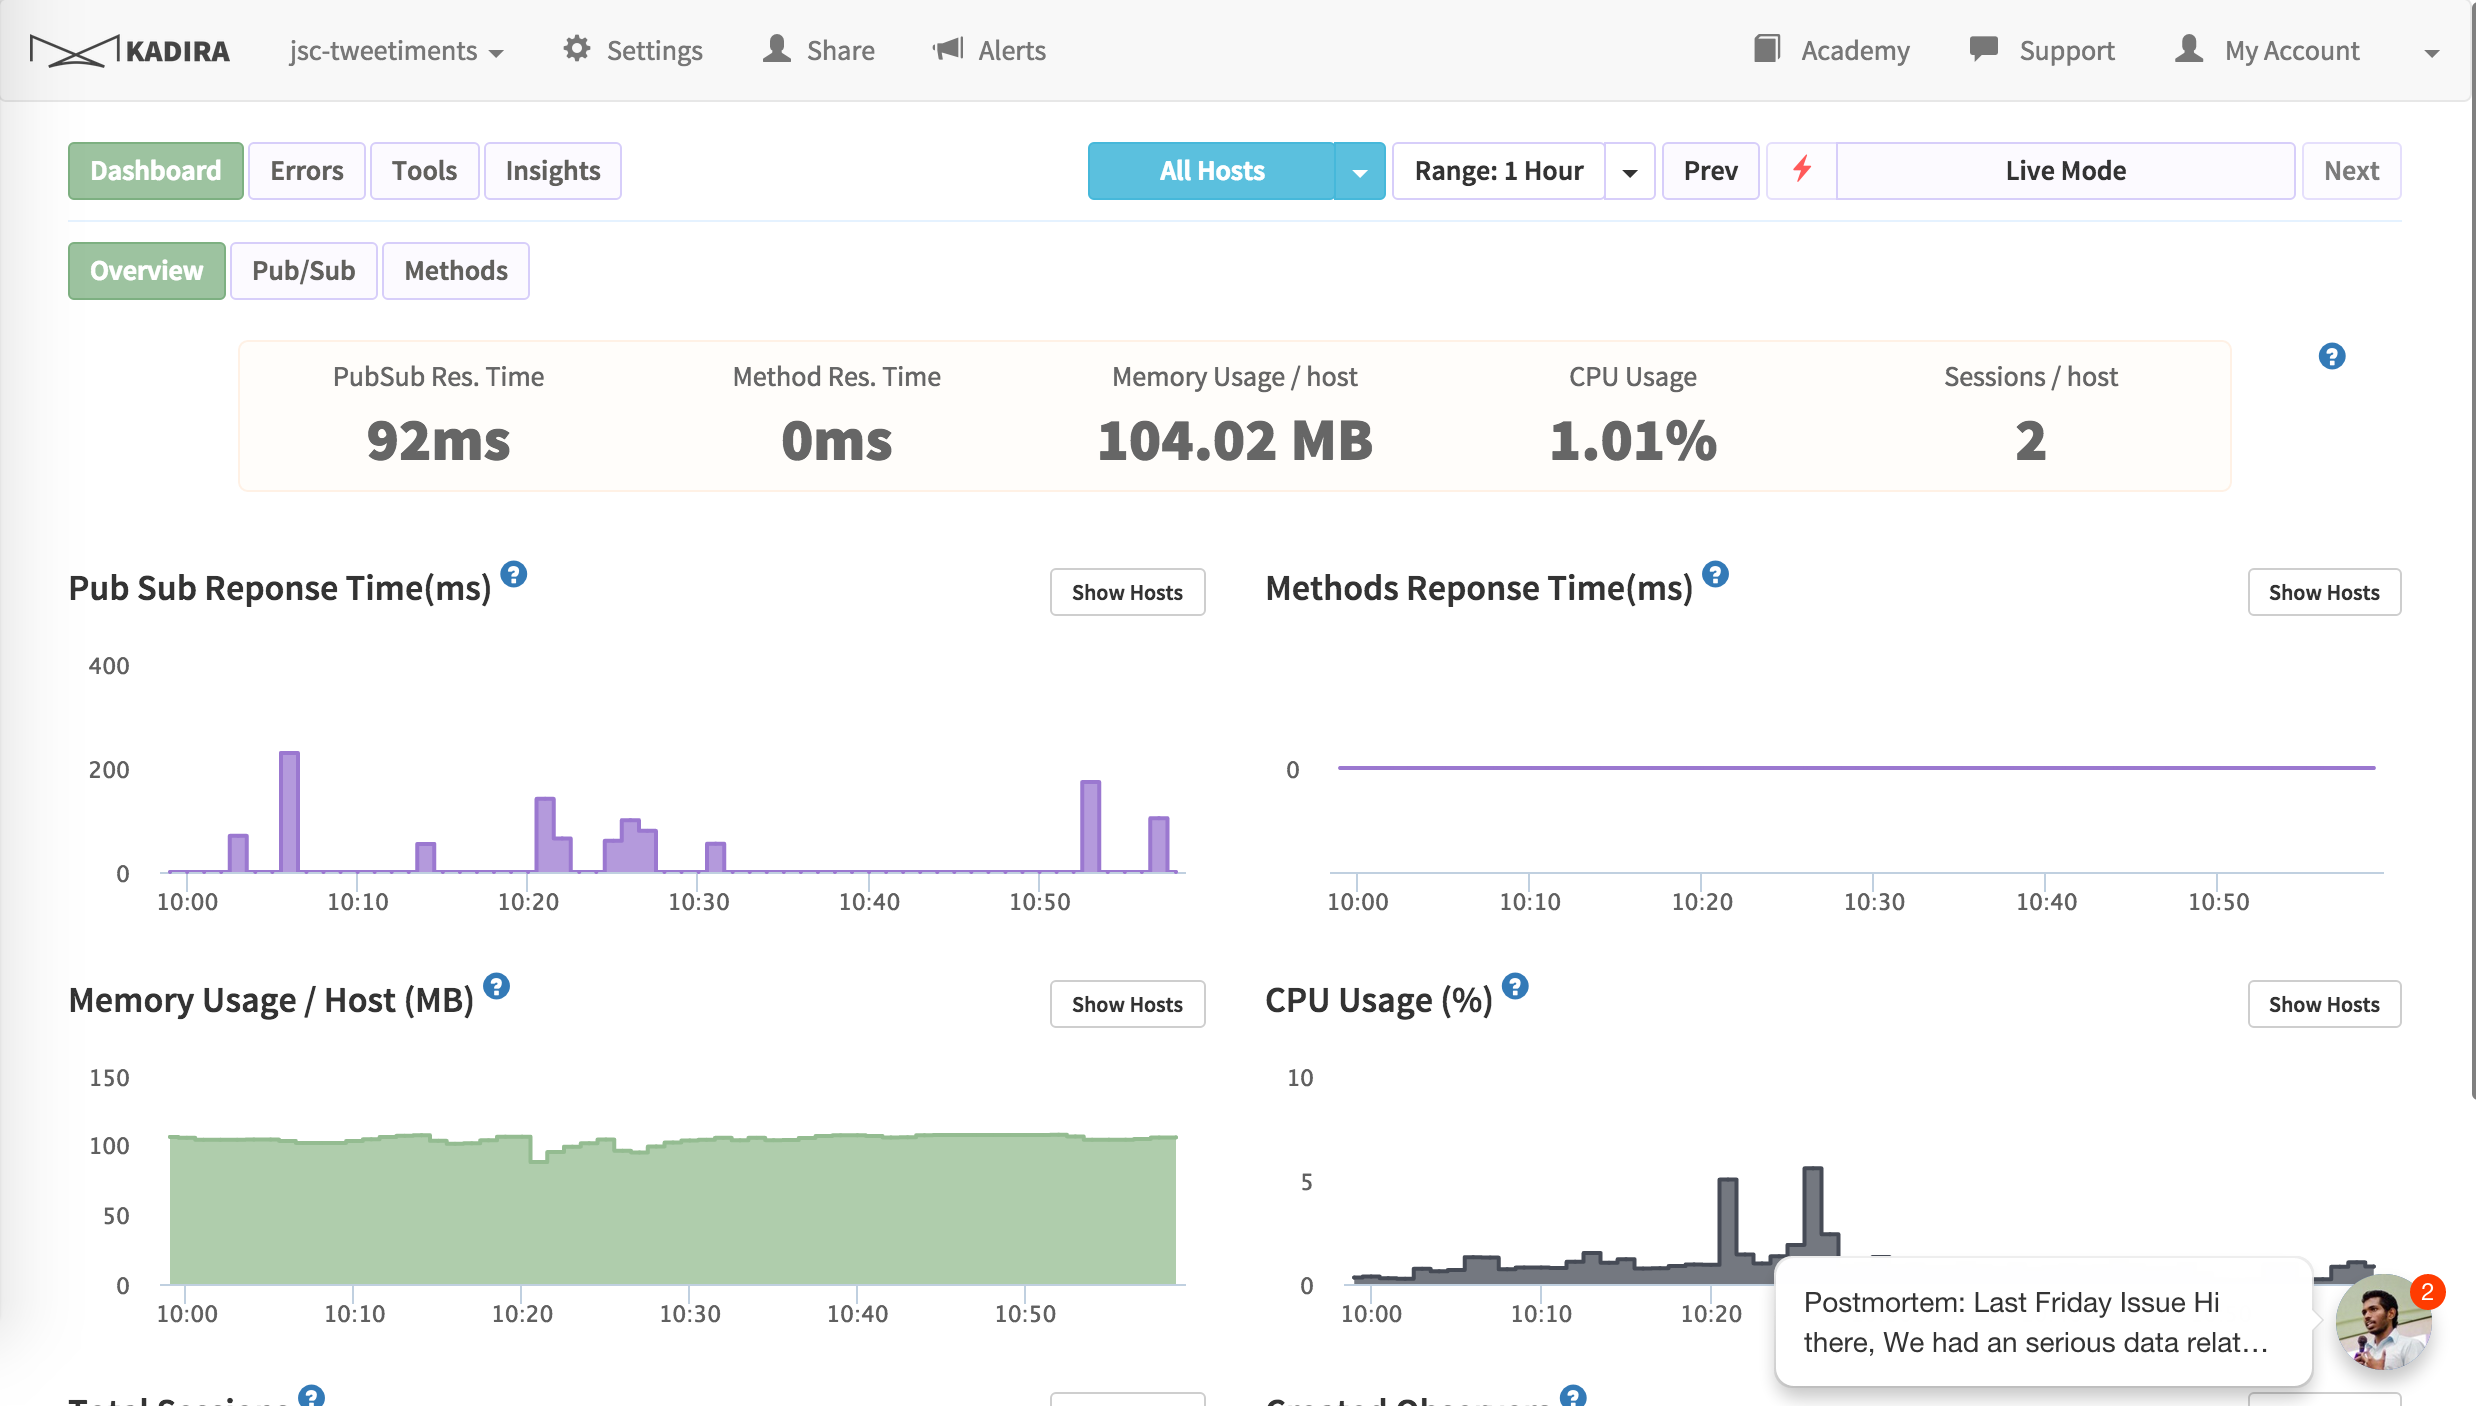 KADIRA jsc-tweetiments Settings Share Alerts Academy Support My Account
Dashboard Errors Tools Insights All Hosts Range: 1 Hour Prev Live Mode Next
Overview Pub/Sub Methods
PubSub Res. Time Method Res. Time Memory Usage / host CPU Usage Sessions / host ?
92ms 0ms 104.02 MB 1.01% 2
Pub Sub Reponse Time(ms) ? Show Hosts
400
200
0
10:00 10:10 10:20 10:30 10:40 10:50
Methods Reponse Time(ms) ? Show Hosts
0
10:00 10:10 10:20 10:30 10:40 10:50
Memory Usage / Host (MB) ? Show Hosts
150
100
50
0
10:00 10:10 10:20 10:30 10:40 10:50
CPU Usage (%) ? Show Hosts
10
5
0
10:00 10:10 10:20
Postmortem: Last Friday Issue Hi
there, We had an serious data relat...
2
Total Sessions ?
Created Observers ?